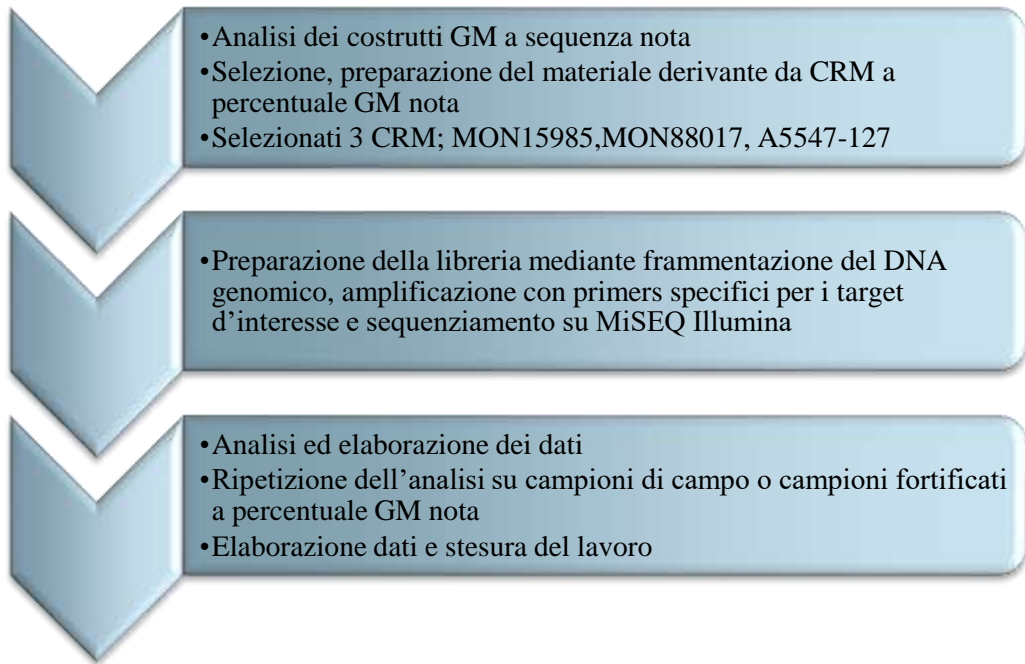 •Analisi dei costrutti GM a sequenza nota
•Selezione, preparazione del materiale derivante da CRM a
percentuale GM nota
•Selezionati 3 CRM; MON15985,MON88017, A5547-127
•Preparazione della libreria mediante frammentazione del DNA
genomico, amplificazione con primers specifici per i target
d’interesse e sequenziamento su MiSEQ Illumina
•Analisi ed elaborazione dei dati
•Ripetizione dell’analisi su campioni di campo o campioni fortificati
a percentuale GM nota
•Elaborazione dati e stesura del lavoro